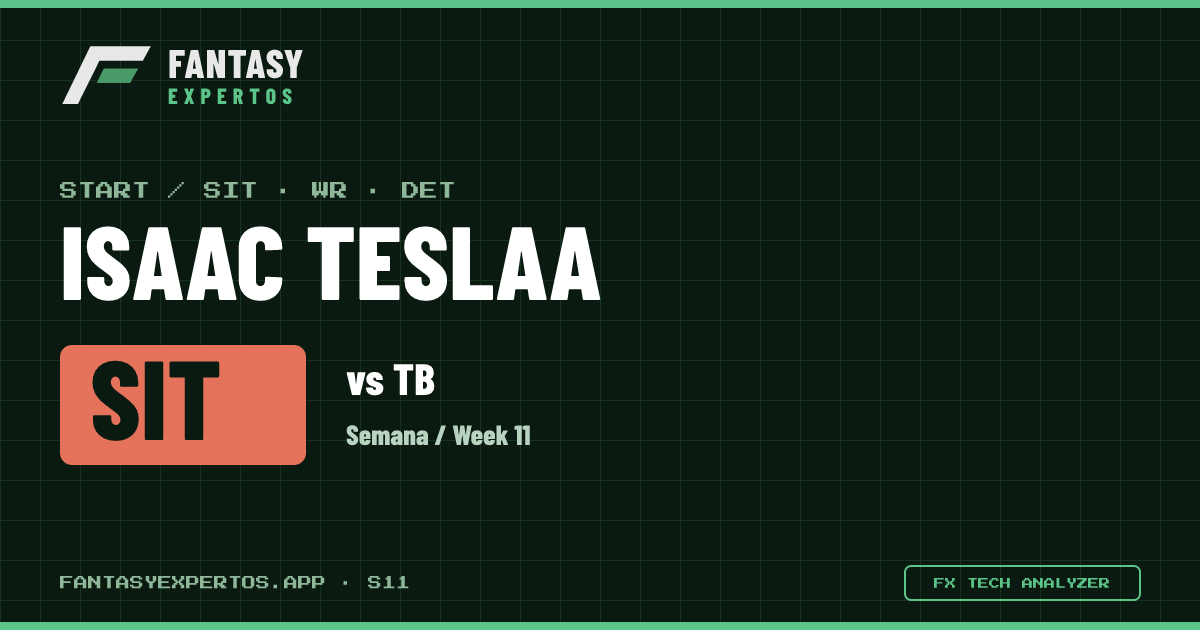 FANTASY
EXPERTOS
START / SIT · WR · DET
ISAAC TESLAA
SIT
vs TB
Semana / Week 11
FANTASYEXPERTOS.APP · S11
FX TECH ANALYZER